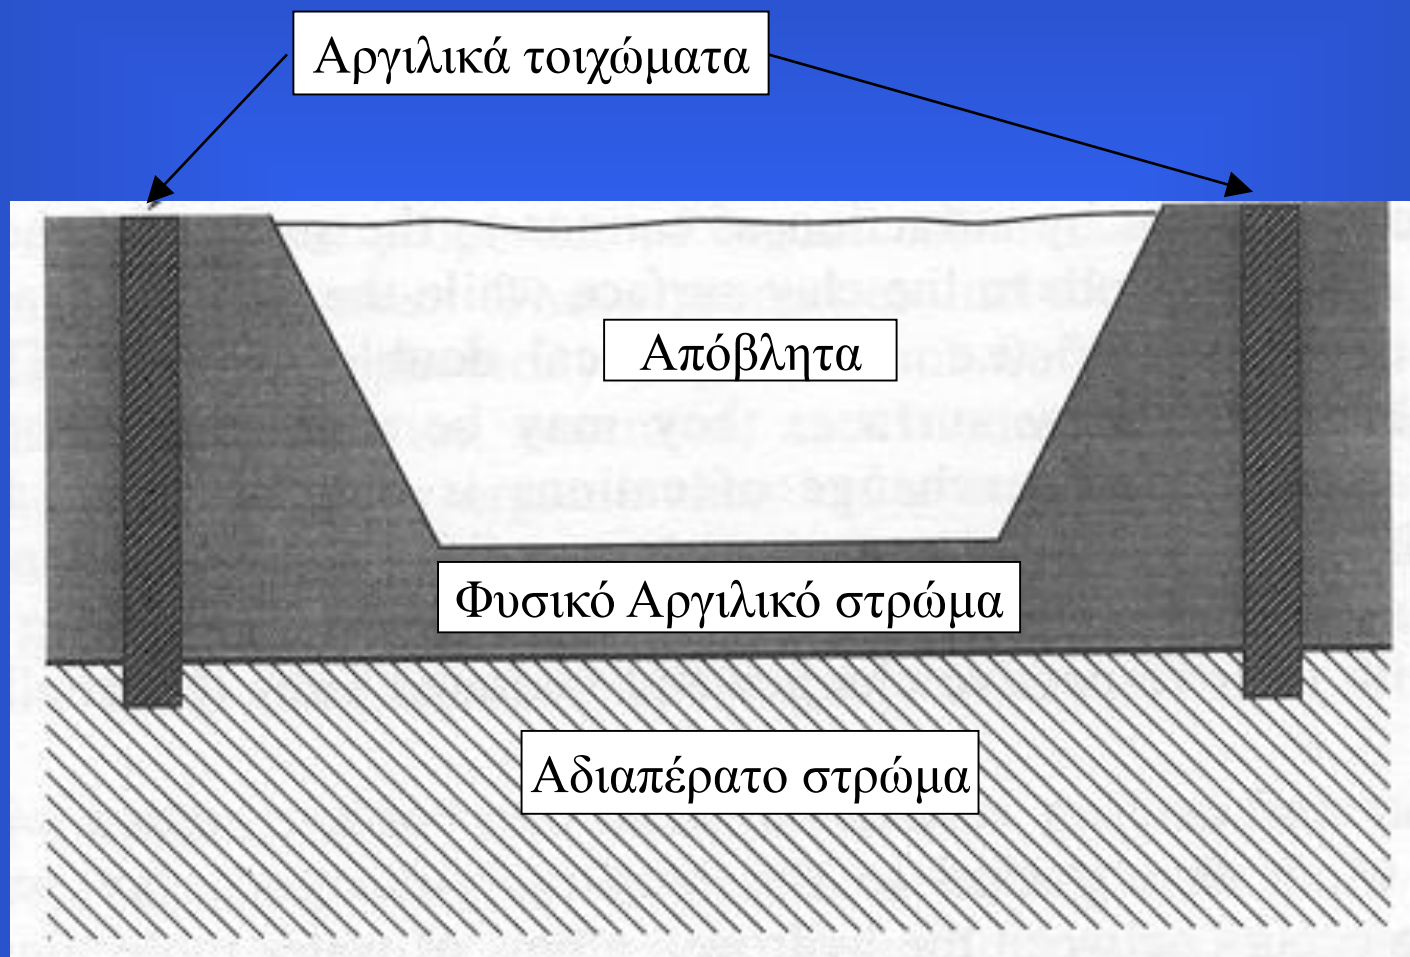 Αργιλικά τοιχώματα
Απόβλητα
Φυσικό Αργιλικό στρώμα
Αδιαπέρατο στρώμα